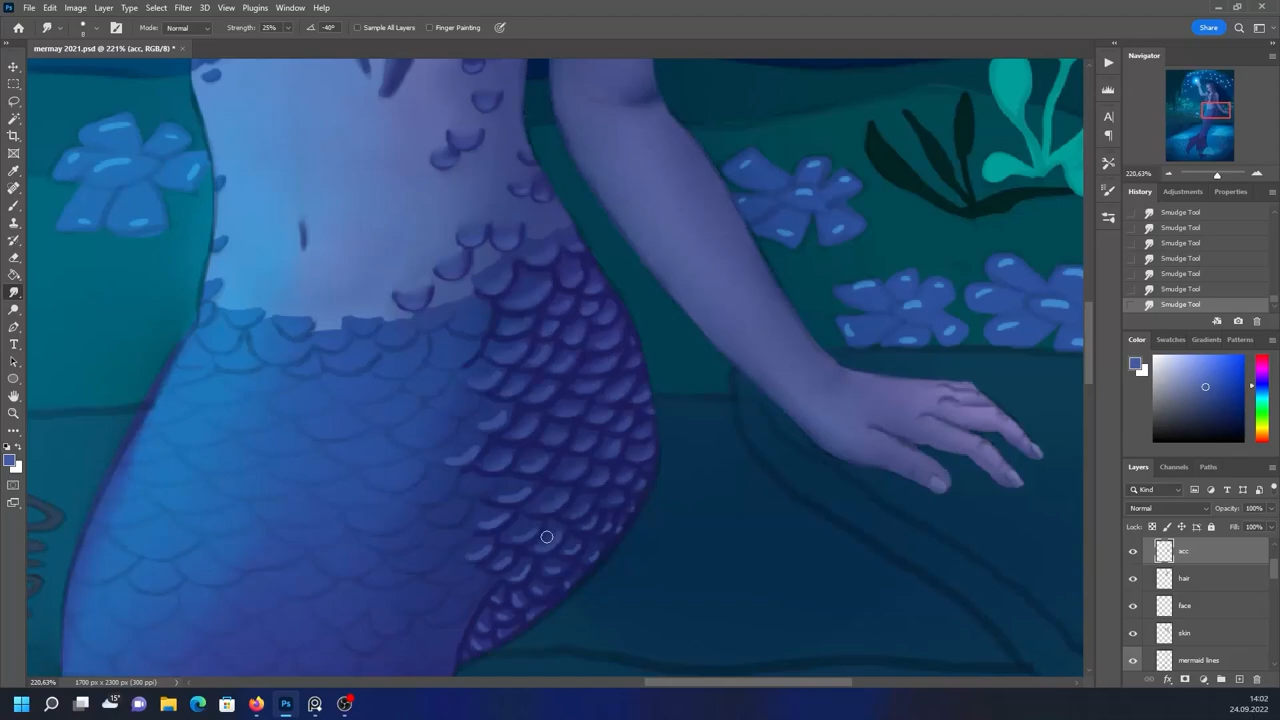 File Edit Image Layer Type Select Filter 3D View Plugins Window Help
Mode: Normal Strength: 25% -40° Sample All Layers Finger Painting Share
mermay 2021.psd @ 221% (acc, RGB/8) * ×
Navigator
220,63%
History Adjustments Properties
Smudge Tool
Smudge Tool
Smudge Tool
Smudge Tool
Smudge Tool
Smudge Tool
Smudge Tool
Color Swatches Gradients Patterns
Layers Channels Paths
Kind
Normal Opacity: 100%
Lock: Fill: 100%
acc
hair
face
skin
mermaid lines
220,63% 1700 px x 2300 px (300 ppi)
15°
14:02
24.09.2022